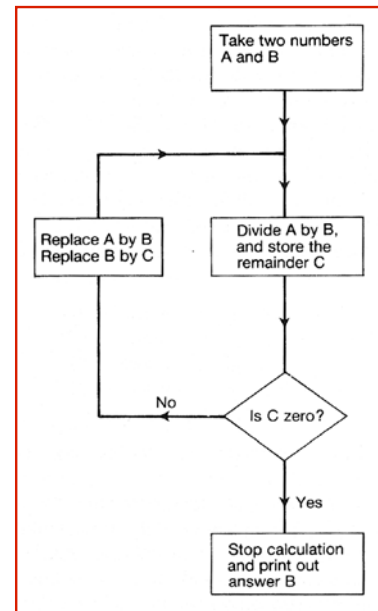 Take two numbers
A and B
Replace A by B
Replace B by C
Divide A by B,
and store the
remainder C
No
Is C zero?
Yes
Stop calculation
and print out
answer B